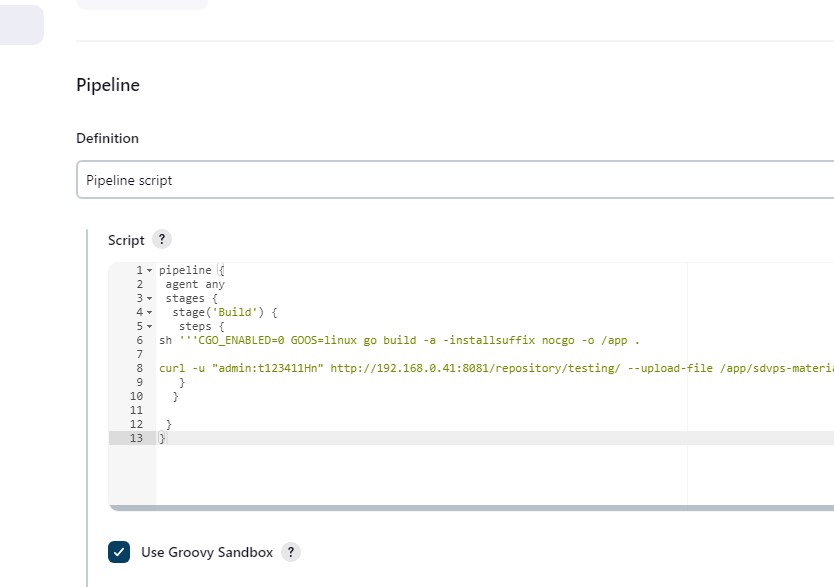 Pipeline
Definition
Pipeline script
Script ?
1 pipeline {
2 agent any
3 stages {
4 stage('Build') {
5 steps {
6 sh '''CGO_ENABLED=0 GOOS=linux go build -a -installsuffix nocgo -o /app .
7
8 curl -u "admin:t123411Hn" http://192.168.0.41:8081/repository/testing/ --upload-file /app/sdvps-materia
9 }
10 }
11
12 }
13 }
Use Groovy Sandbox ?